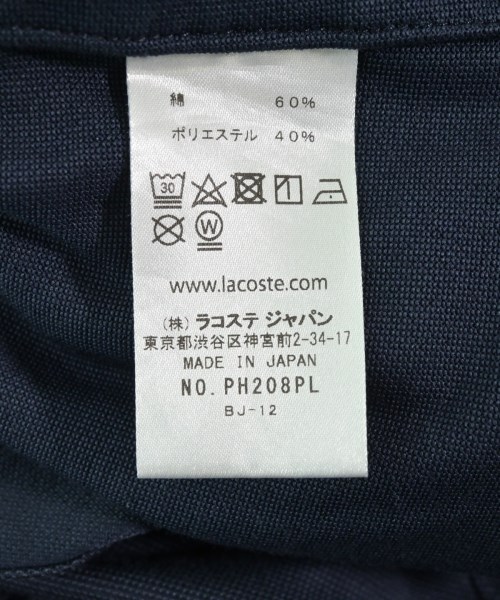 綿 60%
ポリエステル 40%
30
W
www.lacoste.com
(株) ラコステ ジャパン
東京都渋谷区神宮前2-34-17
MADE IN JAPAN
NO. PH208PL
BJ-12